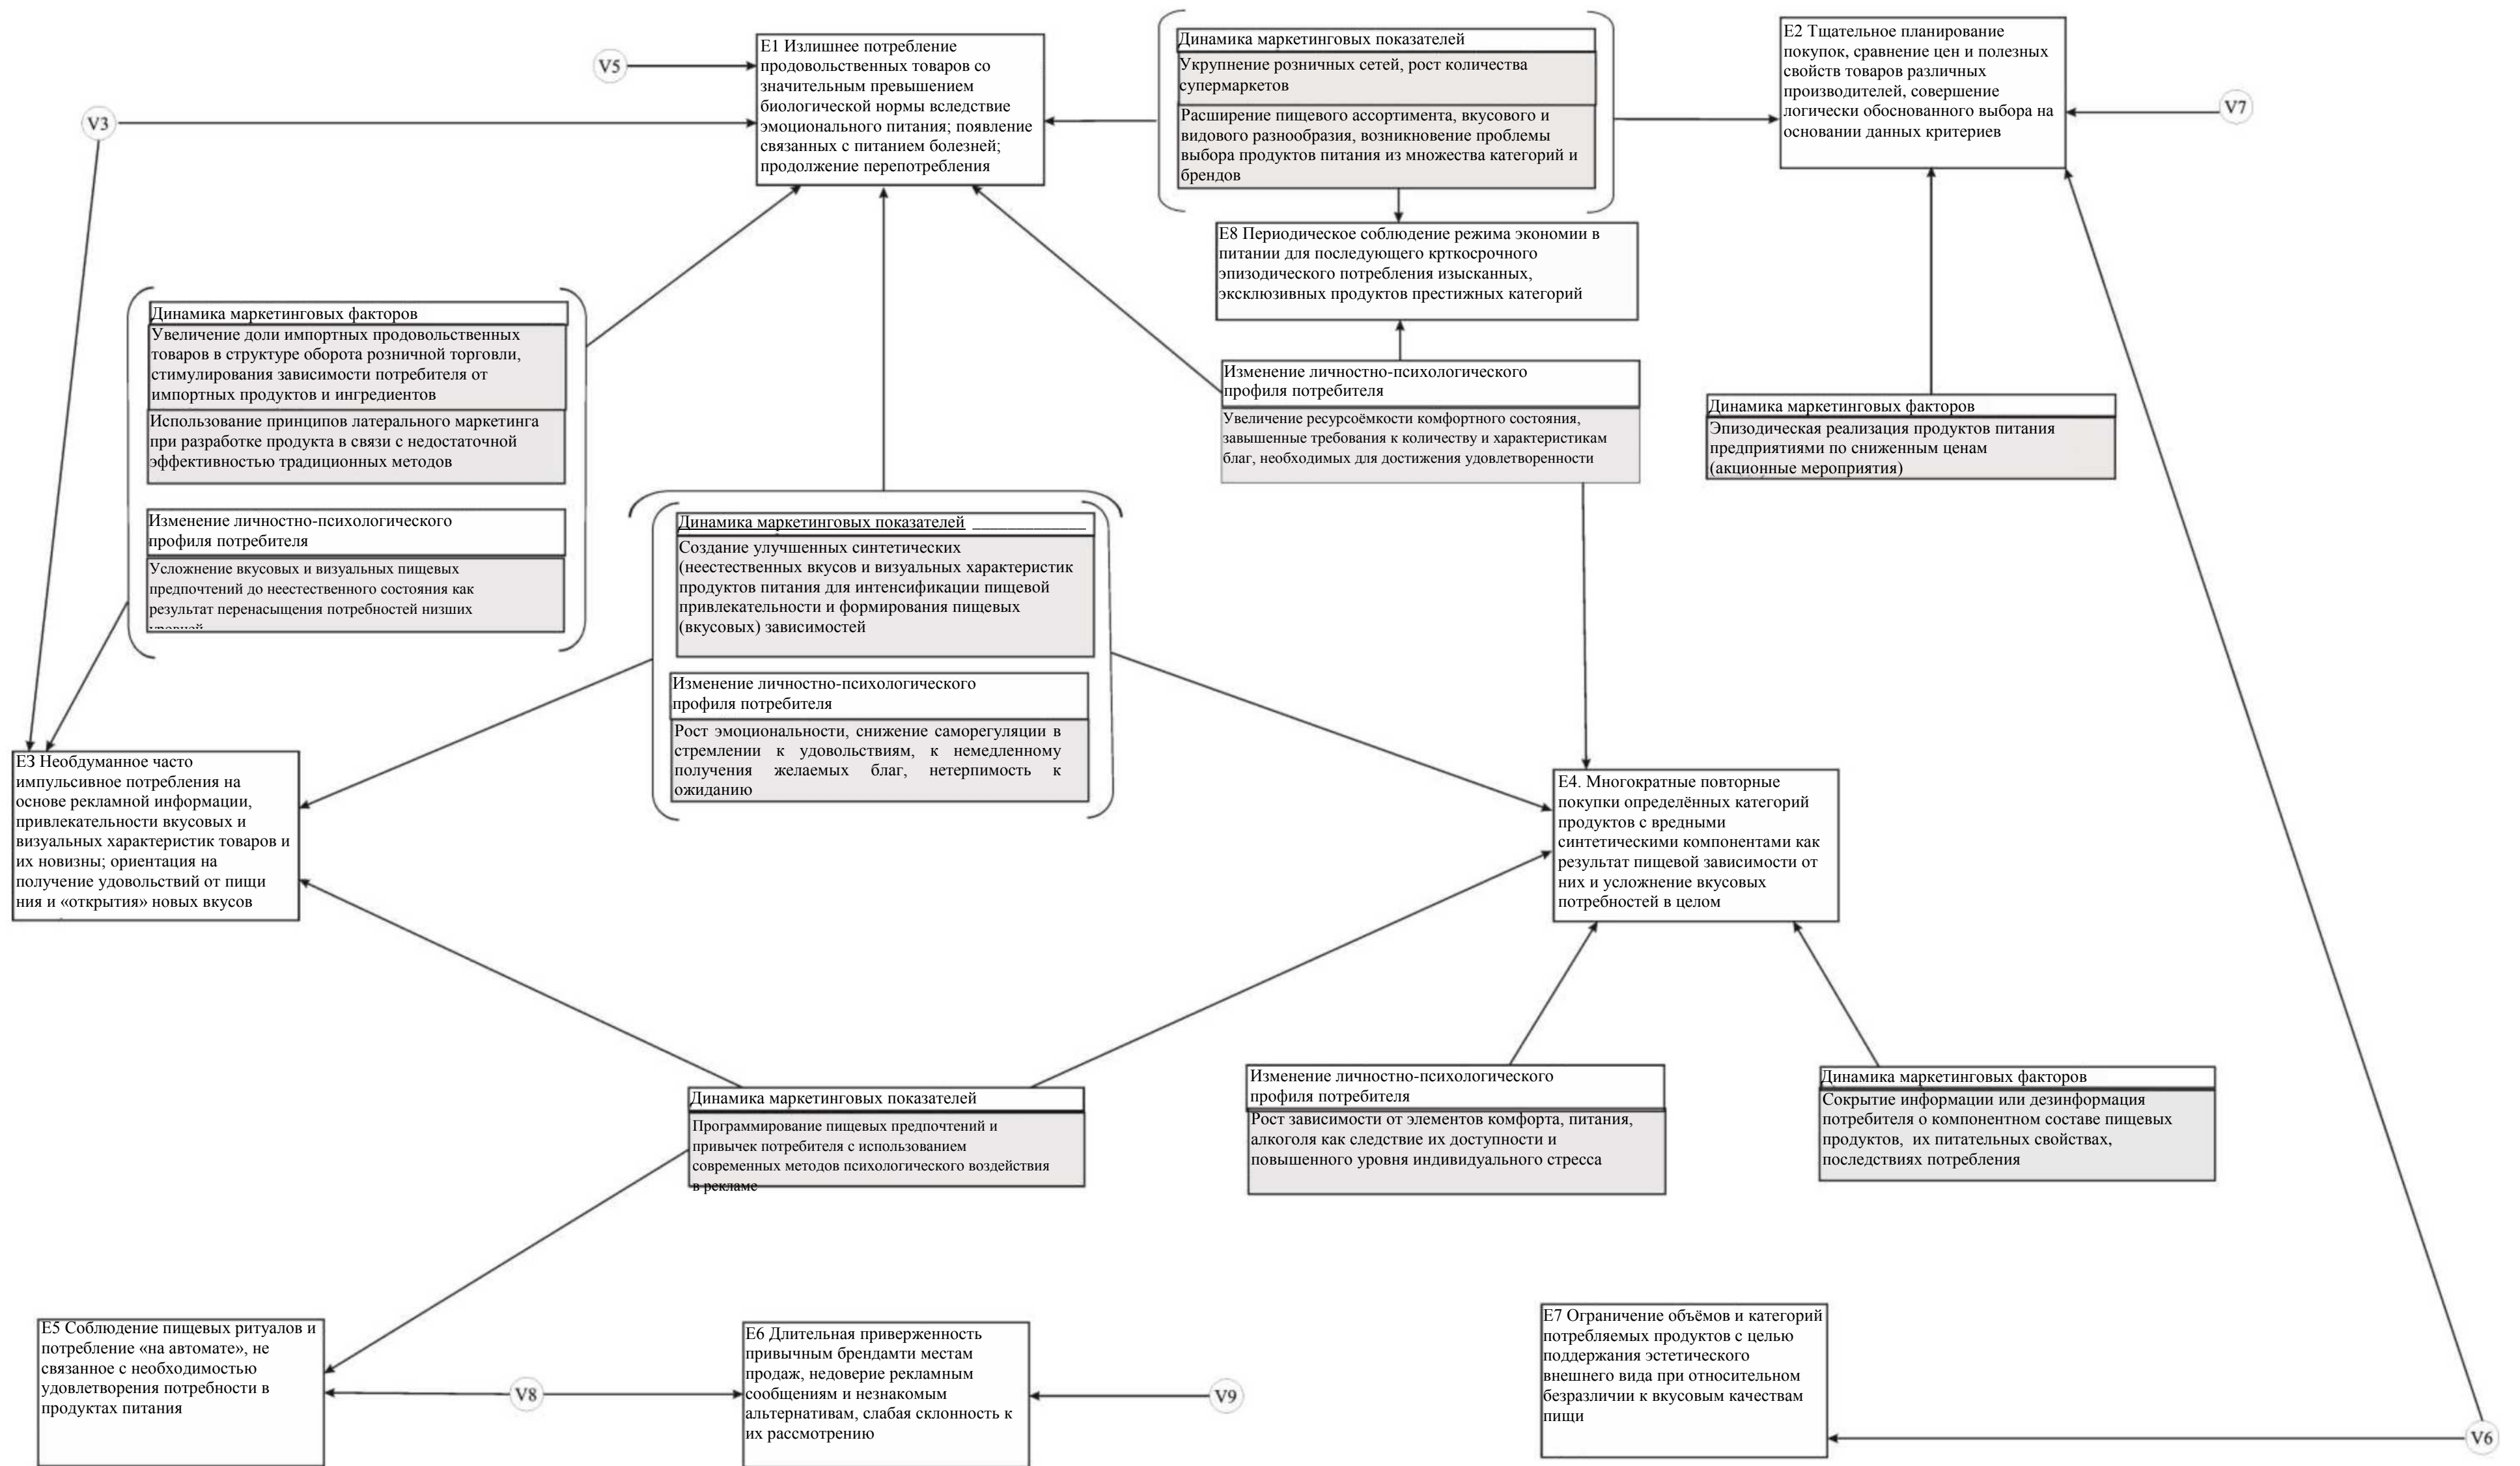 V5
E1 Излишнее потребление
продовольственных товаров со
значительным превышением
биологической нормы вследствие
эмоционального питания; появление
связанных с питанием болезней;
продолжение перепотребления
Динамика маркетинговых показателей
Укрупнение розничных сетей, рост количества
супермаркетов
Расширение пищевого ассортимента, вкусового и
видового разнообразия, возникновение проблемы
выбора продуктов питания из множества категорий и
брендов
E2 Тщательное планирование
покупок, сравнение цен и полезных
свойств товаров различных
производителей, совершение
логически обоснованного выбора на
основании данных критериев
V7
V3
E8 Периодическое соблюдение режима экономии в
питании для последующего крткосрочного
эпизодического потребления изысканных,
эксклюзивных продуктов престижных категорий
Динамика маркетинговых факторов
Увеличение доли импортных продовольственных
товаров в структуре оборота розничной торговли,
стимулирования зависимости потребителя от
импортных продуктов и ингредиентов
Использование принципов латерального маркетинга
при разработке продукта в связи с недостаточной
эффективностью традиционных методов
Изменение личностно-психологического
профиля потребителя
Усложнение вкусовых и визуальных пищевых
предпочтений до неестественного состояния как
результат перенасыщения потребностей низших
Изменение личностно-психологического
профиля потребителя
Увеличение ресурсоёмкости комфортного состояния,
завышенные требования к количеству и характеристикам
благ, необходимых для достижения удовлетворенности
Динамика маркетинговых факторов
Эпизодическая реализация продуктов питания
предприятиями по сниженным ценам
(акционные мероприятия)
Динамика маркетинговых показателей
Создание улучшенных синтетических
(неестественных вкусов и визуальных характеристик
продуктов питания для интенсификации пищевой
привлекательности и формирования пищевых
(вкусовых) зависимостей
Изменение личностно-психологического
профиля потребителя
Рост эмоциональности, снижение саморегуляции в
стремлении к удовольствиям, к немедленному
получения желаемых благ, нетерпимость к
ожиданию
E3 Необдуманное часто
импульсивное потребления на
основе рекламной информации,
привлекательности вкусовых и
визуальных характеристик товаров и
их новизны; ориентация на
получение удовольствий от пищи
ния и «открытия» новых вкусов
E4. Многократные повторные
покупки определённых категорий
продуктов с вредными
синтетическими компонентами как
результат пищевой зависимости от
них и усложнение вкусовых
потребностей в целом
Динамика маркетинговых показателей
Программирование пищевых предпочтений и
привычек потребителя с использованием
современных методов психологического воздействия
в рекламе
Изменение личностно-психологического
профиля потребителя
Рост зависимости от элементов комфорта, питания,
алкоголя как следствие их доступности и
повышенного уровня индивидуального стресса
Динамика маркетинговых факторов
Сокрытие информации или дезинформация
потребителя о компонентном составе пищевых
продуктов, их питательных свойствах,
последствиях потребления
E5 Соблюдение пищевых ритуалов и
потребление «на автомате», не
связанное с необходимостью
удовлетворения потребности в
продуктах питания
V8
E6 Длительная приверженность
привычным брендамти местам
продаж, недоверие рекламным
сообщениям и незнакомым
альтернативам, слабая склонность к
их рассмотрению
V9
E7 Ограничение объёмов и категорий
потребляемых продуктов с целью
поддержания эстетического
внешнего вида при относительном
безразличии к вкусовым качествам
пищи
V6